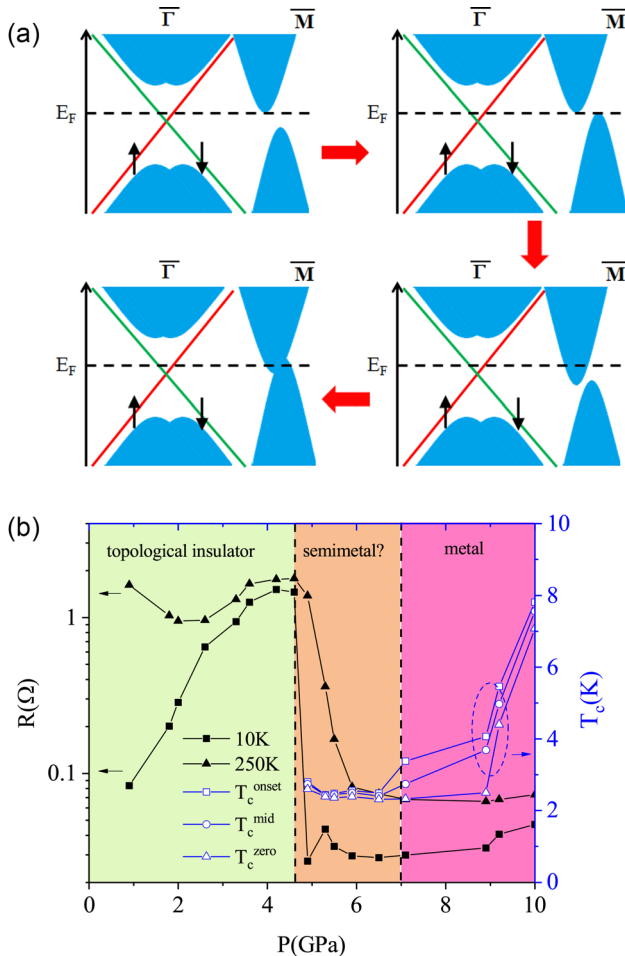 (a)
Γ̅ M̅ Γ̅ M̅
E_F E_F
Γ̅ M̅ Γ̅ M̅
E_F E_F
(b)
topological insulator semimetal? metal
10K
250K
T_c^onset
T_c^mid
T_c^zero
R(Ω)
1
0.1
T_c(K)
10
8
6
4
2
0
0 2 4 6 8 10
P(GPa)